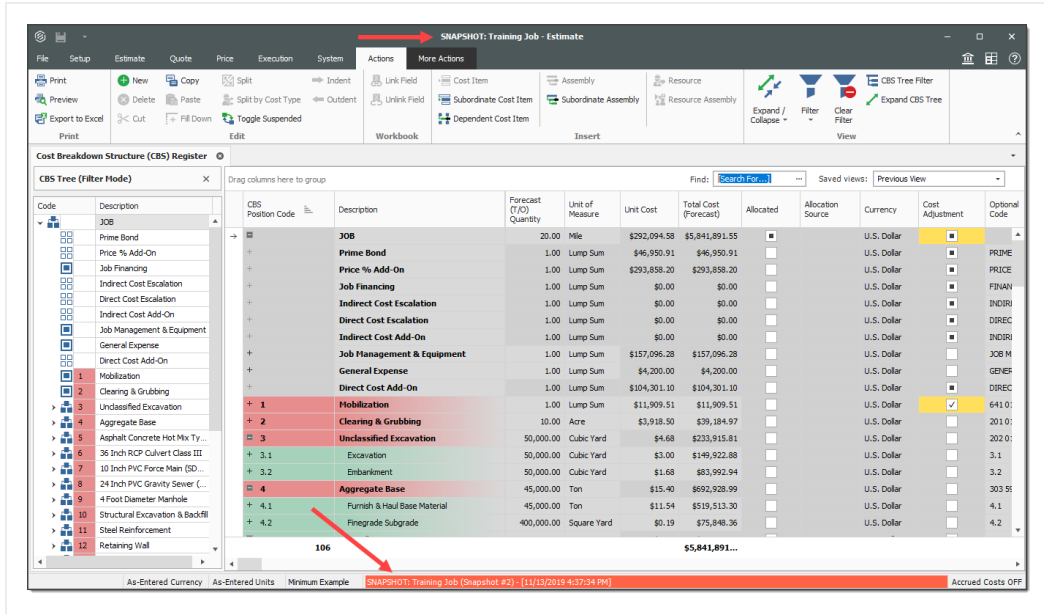 SNAPSHOT: Training Job - Estimate
File Setup Estimate Quote Price Execution System Actions More Actions
Print New Copy Split Indent Link Field Cost Item Assembly Resource CBS Tree Filter
Preview Delete Paste Split by Cost Type Outdent Unlink Field Subordinate Cost Item Subordinate Assembly Resource Assembly Expand CBS Tree
Export to Excel Cut Fill Down Toggle Suspended Dependent Cost Item Expand / Collapse Filter Clear Filter
Print Edit Workbook Insert View
Cost Breakdown Structure (CBS) Register
CBS Tree (Filter Mode) Drag columns here to group Find: [Search For...] ... Saved views: Previous View
Code Description
JOB
Prime Bond
Price % Add-On
Job Financing
Indirect Cost Escalation
Direct Cost Escalation
Indirect Cost Add-On
Job Management & Equipment
General Expense
Direct Cost Add-On
1 Mobilization
2 Clearing & Grubbing
3 Unclassified Excavation
4 Aggregate Base
5 Asphalt Concrete Hot Mix Ty...
6 36 Inch RCP Culvert Class III
7 10 Inch PVC Force Main (SD...
8 24 Inch PVC Gravity Sewer (...
9 4 Foot Diameter Manhole
10 Structural Excavation & Backfill
11 Steel Reinforcement
12 Retaining Wall
CBS Position Code Description Forecast (T/O) Quantity Unit of Measure Unit Cost Total Cost (Forecast) Allocated Allocation Source Currency Cost Adjustment Optional Code
JOB 20.00 Mile $292,094.58 $5,841,891.55 U.S. Dollar
Prime Bond 1.00 Lump Sum $46,950.91 $46,950.91 U.S. Dollar PRIME
Price % Add-On 1.00 Lump Sum $293,858.20 $293,858.20 U.S. Dollar PRICE
Job Financing 1.00 Lump Sum $0.00 $0.00 U.S. Dollar FINAN
Indirect Cost Escalation 1.00 Lump Sum $0.00 $0.00 U.S. Dollar INDIR
Direct Cost Escalation 1.00 Lump Sum $0.00 $0.00 U.S. Dollar DIREC
Indirect Cost Add-On 1.00 Lump Sum $0.00 $0.00 U.S. Dollar INDIR
Job Management & Equipment 1.00 Lump Sum $157,096.28 $157,096.28 U.S. Dollar JOB M
General Expense 1.00 Lump Sum $4,200.00 $4,200.00 U.S. Dollar GENER
Direct Cost Add-On 1.00 Lump Sum $104,301.10 $104,301.10 U.S. Dollar DIREC
1 Mobilization 1.00 Lump Sum $11,909.51 $11,909.51 U.S. Dollar 641 0
2 Clearing & Grubbing 10.00 Acre $3,918.50 $39,184.97 U.S. Dollar 201 0
3 Unclassified Excavation 50,000.00 Cubic Yard $4.68 $233,915.81 U.S. Dollar 202 0
3.1 Excavation 50,000.00 Cubic Yard $3.00 $149,922.88 U.S. Dollar 3.1
3.2 Embankment 50,000.00 Cubic Yard $1.68 $83,992.94 U.S. Dollar 3.2
4 Aggregate Base 45,000.00 Ton $15.40 $692,928.99 U.S. Dollar 303 5
4.1 Furnish & Haul Base Material 45,000.00 Ton $11.54 $519,513.30 U.S. Dollar 4.1
4.2 Finegrade Subgrade 400,000.00 Square Yard $0.19 $75,848.36 U.S. Dollar 4.2
106 $5,841,891...
As-Entered Currency As-Entered Units Minimum Example SNAPSHOT: Training Job (Snapshot #2) - [11/13/2019 4:37:34 PM] Accrued Costs OFF